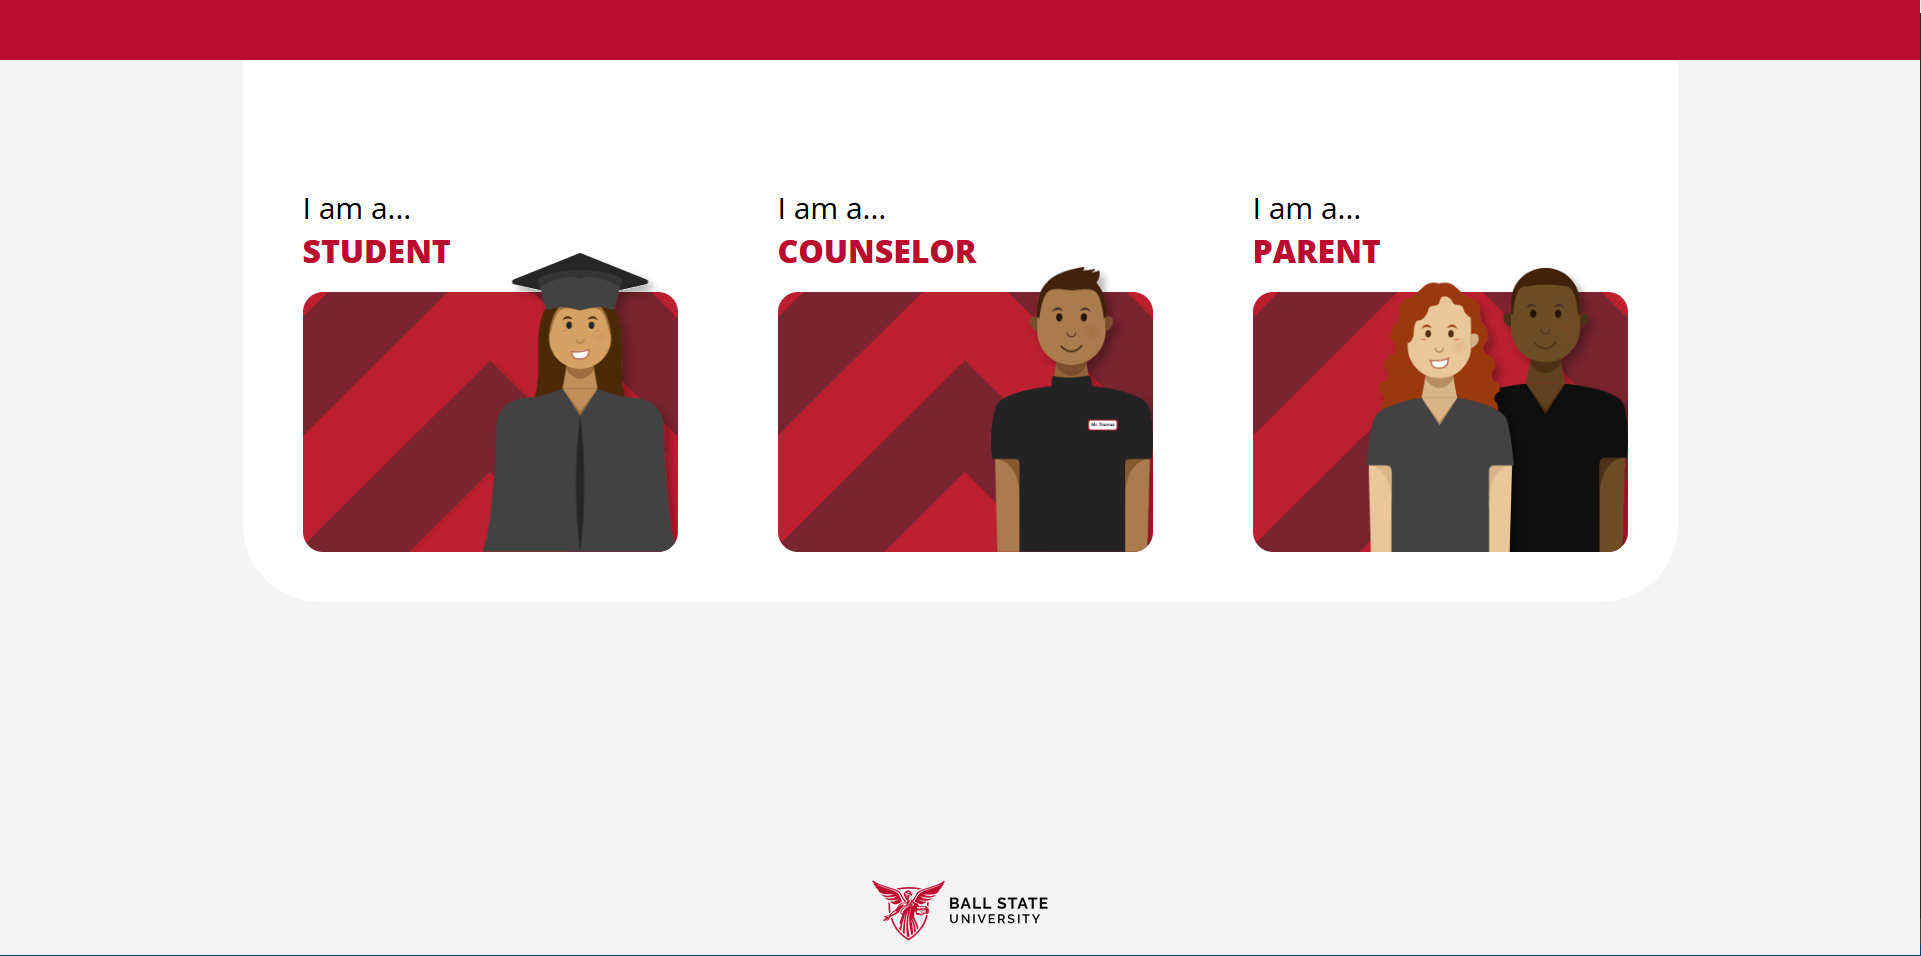 I am a...
STUDENT
I am a...
COUNSELOR
I am a...
PARENT
Mr. Thomas
BALL STATE
UNIVERSITY